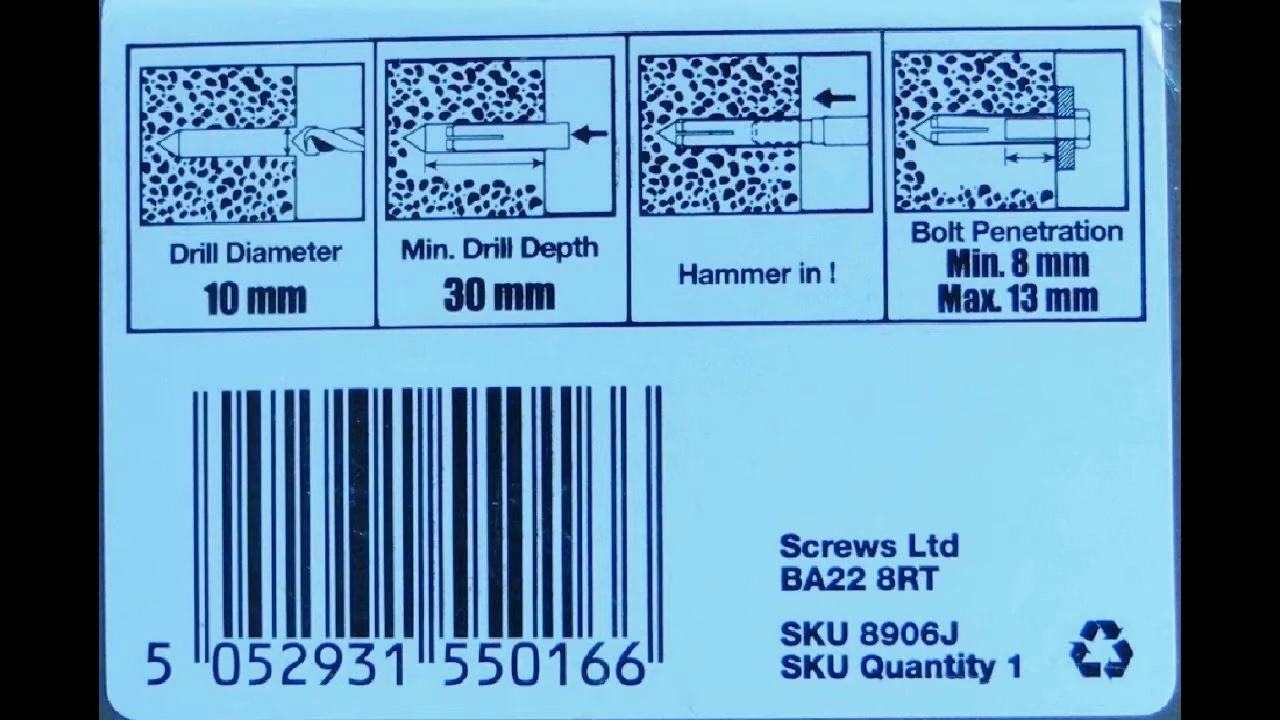 Drill Diameter
10 mm
Min. Drill Depth
30 mm
Hammer in !
Bolt Penetration
Min. 8 mm
Max. 13 mm
5 052931 550166
Screws Ltd
BA22 8RT
SKU 8906J
SKU Quantity 1